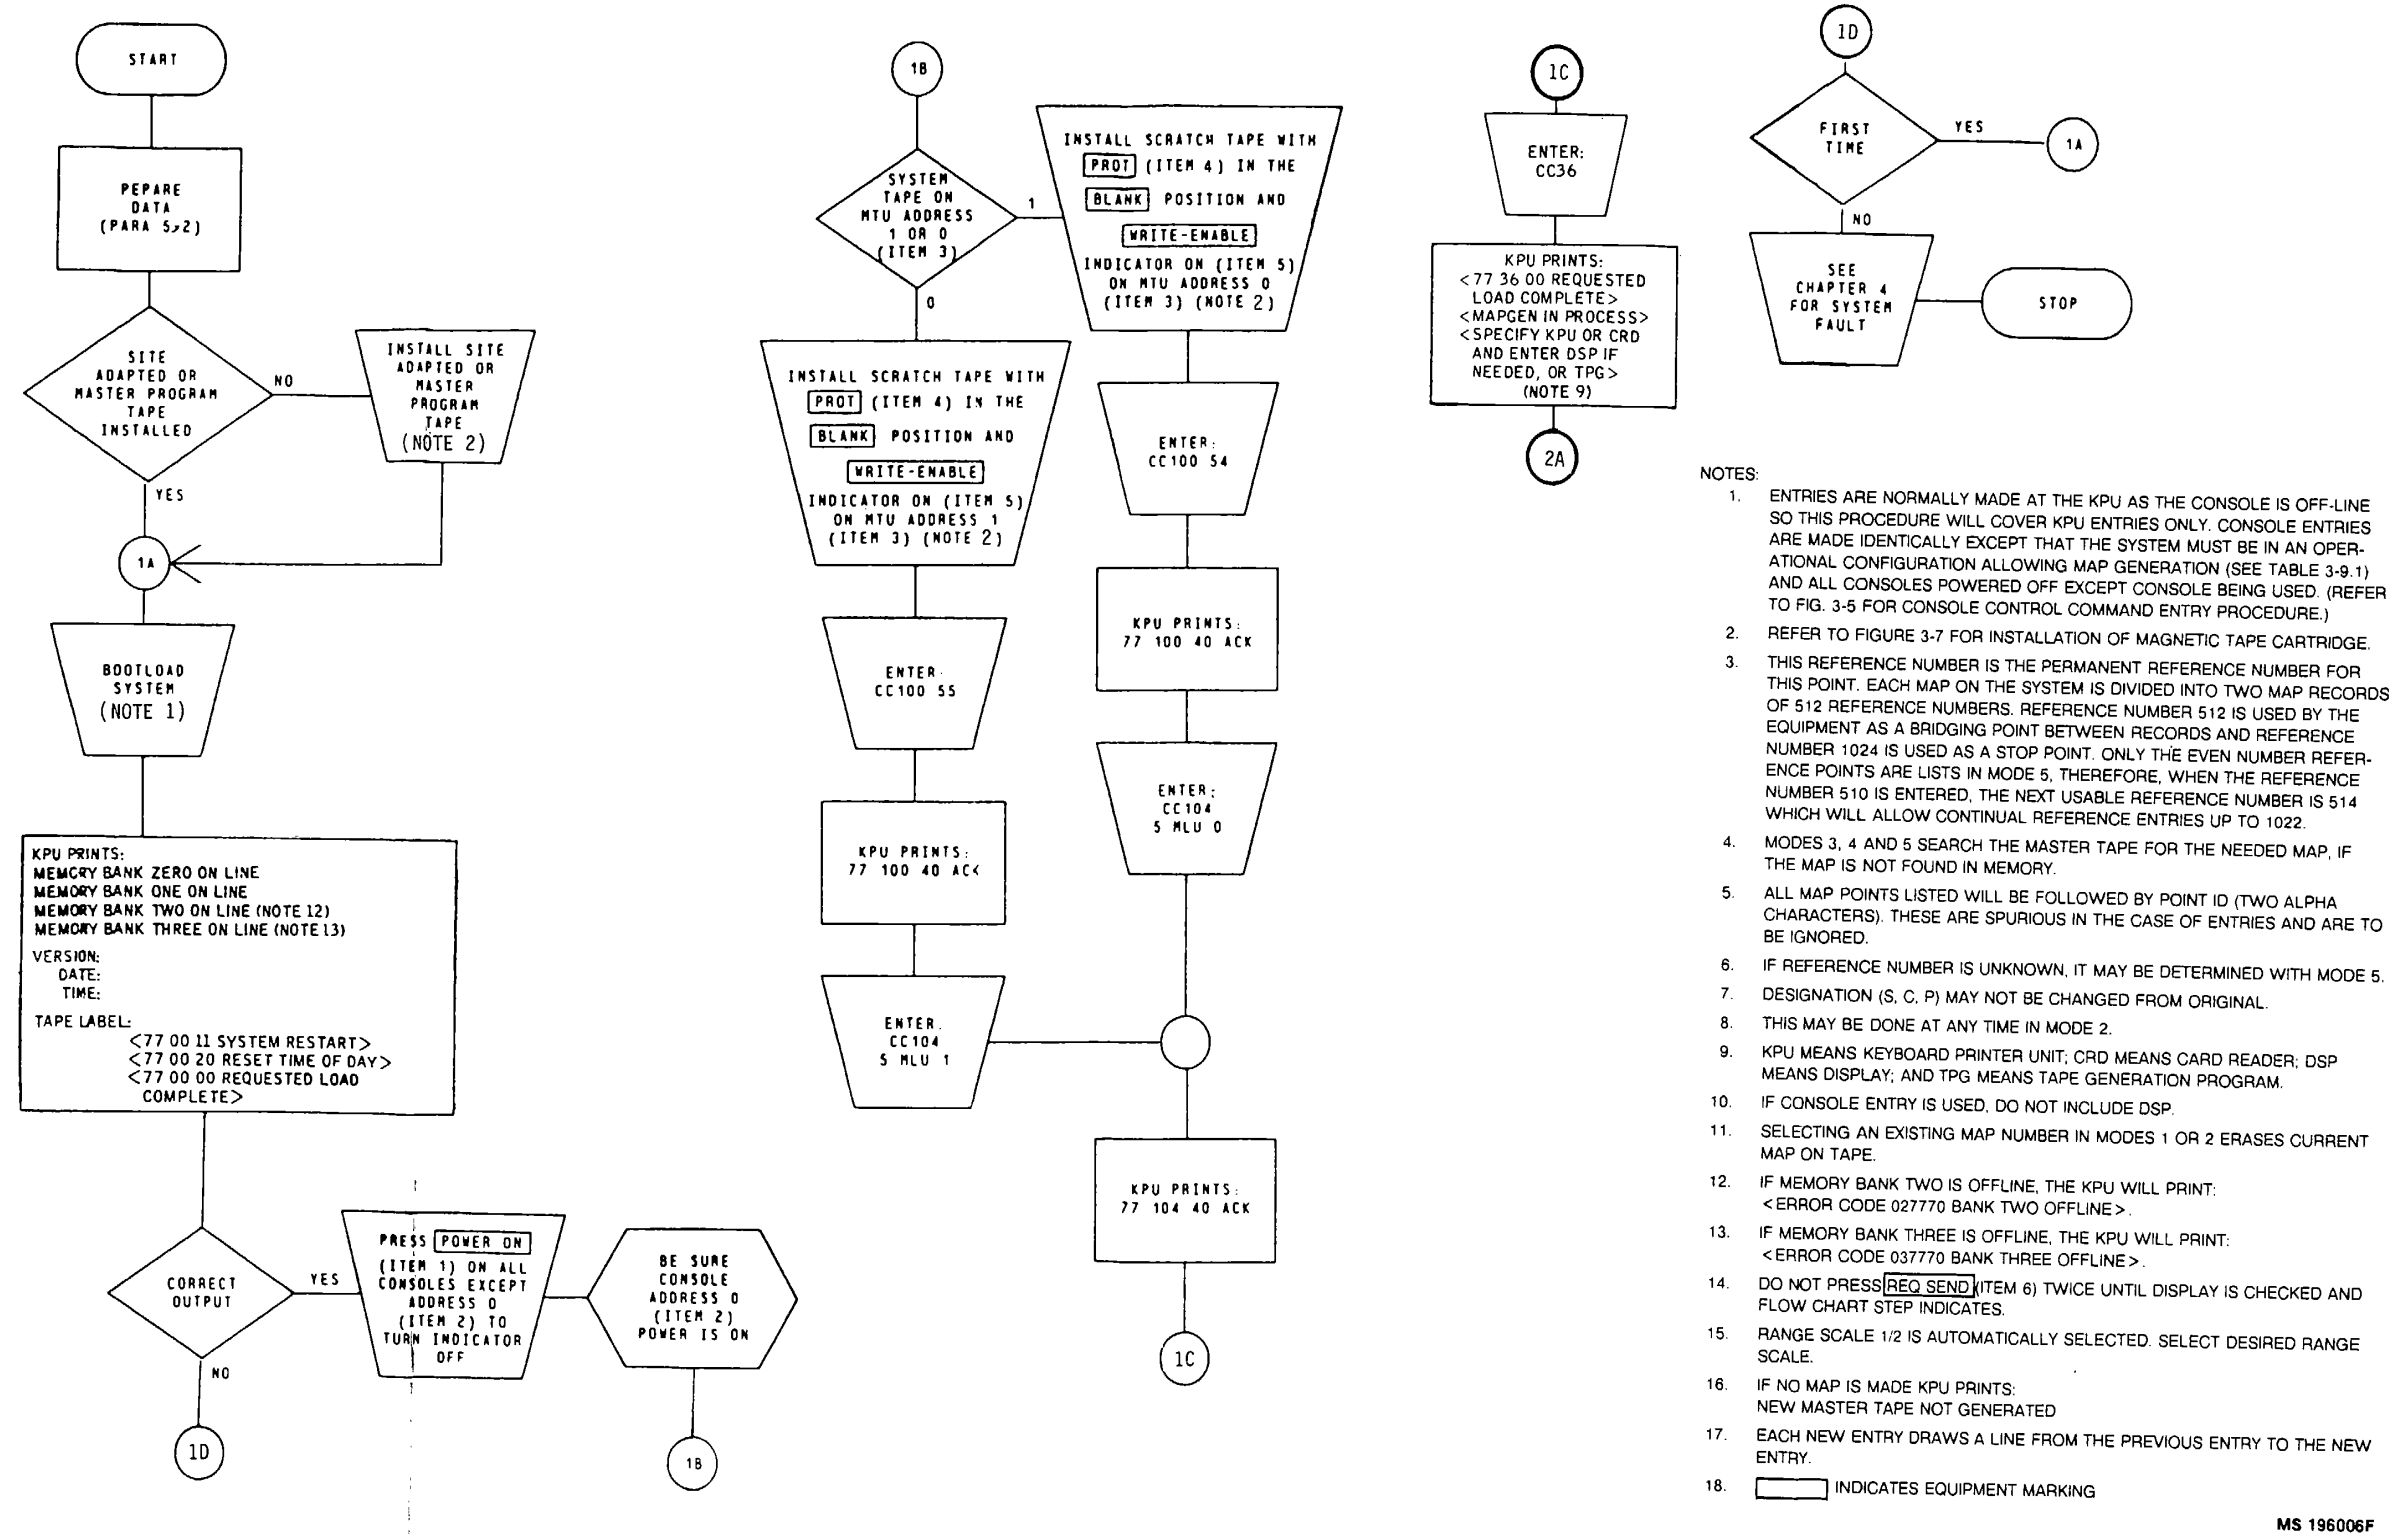 START
PEPARE
DATA
(PARA 5-2)
SITE
ADAPTED OR
MASTER PROGRAM
TAPE
INSTALLED
NO
INSTALL SITE
ADAPTED OR
MASTER
PROGRAM
TAPE
(NOTE 2)
YES
1A
BOOTLOAD
SYSTEM
(NOTE 1)
KPU PRINTS:
MEMORY BANK ZERO ON LINE
MEMORY BANK ONE ON LINE
MEMORY BANK TWO ON LINE (NOTE 12)
MEMORY BANK THREE ON LINE (NOTE 13)
VERSION:
DATE:
TIME:
TAPE LABEL:
<77 00 11 SYSTEM RESTART>
<77 00 20 RESET TIME OF DAY>
<77 00 00 REQUESTED LOAD
COMPLETE>
CORRECT
OUTPUT
YES
NO
1D
PRESS POWER ON
(ITEM 1) ON ALL
CONSOLES EXCEPT
ADDRESS 0
(ITEM 2) TO
TURN INDICATOR
OFF
BE SURE
CONSOLE
ADDRESS 0
(ITEM 2)
POWER IS ON
1B
1B
SYSTEM
TAPE ON
MTU ADDRESS
1 OR 0
(ITEM 3)
1
0
INSTALL SCRATCH TAPE WITH
PROT (ITEM 4) IN THE
BLANK POSITION AND
WRITE-ENABLE
INDICATOR ON (ITEM 5)
ON MTU ADDRESS 1
(ITEM 3) (NOTE 2)
ENTER:
CC100 55
KPU PRINTS:
77 100 40 ACK
ENTER.
CC104
5 MLU 1
INSTALL SCRATCH TAPE WITH
PROT (ITEM 4) IN THE
BLANK POSITION AND
WRITE-ENABLE
INDICATOR ON (ITEM 5)
ON MTU ADDRESS 0
(ITEM 3) (NOTE 2)
ENTER:
CC100 54
KPU PRINTS:
77 100 40 ACK
ENTER:
CC104
5 MLU 0
KPU PRINTS:
77 104 40 ACK
1C
1C
ENTER:
CC36
KPU PRINTS:
<77 36 00 REQUESTED
LOAD COMPLETE>
<MAPGEN IN PROCESS>
<SPECIFY KPU OR CRD
AND ENTER DSP IF
NEEDED, OR TPG>
(NOTE 9)
2A
1D
FIRST
TIME
YES
1A
NO
SEE
CHAPTER 4
FOR SYSTEM
FAULT
STOP
NOTES:
1. ENTRIES ARE NORMALLY MADE AT THE KPU AS THE CONSOLE IS OFF-LINE
SO THIS PROCEDURE WILL COVER KPU ENTRIES ONLY. CONSOLE ENTRIES
ARE MADE IDENTICALLY EXCEPT THAT THE SYSTEM MUST BE IN AN OPER-
ATIONAL CONFIGURATION ALLOWING MAP GENERATION (SEE TABLE 3-9.1)
AND ALL CONSOLES POWERED OFF EXCEPT CONSOLE BEING USED. (REFER
TO FIG. 3-5 FOR CONSOLE CONTROL COMMAND ENTRY PROCEDURE.)
2. REFER TO FIGURE 3-7 FOR INSTALLATION OF MAGNETIC TAPE CARTRIDGE.
3. THIS REFERENCE NUMBER IS THE PERMANENT REFERENCE NUMBER FOR
THIS POINT. EACH MAP ON THE SYSTEM IS DIVIDED INTO TWO MAP RECORDS
OF 512 REFERENCE NUMBERS. REFERENCE NUMBER 512 IS USED BY THE
EQUIPMENT AS A BRIDGING POINT BETWEEN RECORDS AND REFERENCE
NUMBER 1024 IS USED AS A STOP POINT. ONLY THE EVEN NUMBER REFER-
ENCE POINTS ARE LISTS IN MODE 5, THEREFORE, WHEN THE REFERENCE
NUMBER 510 IS ENTERED, THE NEXT USABLE REFERENCE NUMBER IS 514
WHICH WILL ALLOW CONTINUAL REFERENCE ENTRIES UP TO 1022.
4. MODES 3, 4 AND 5 SEARCH THE MASTER TAPE FOR THE NEEDED MAP, IF
THE MAP IS NOT FOUND IN MEMORY.
5. ALL MAP POINTS LISTED WILL BE FOLLOWED BY POINT ID (TWO ALPHA
CHARACTERS). THESE ARE SPURIOUS IN THE CASE OF ENTRIES AND ARE TO
BE IGNORED.
6. IF REFERENCE NUMBER IS UNKNOWN, IT MAY BE DETERMINED WITH MODE 5.
7. DESIGNATION (S, C, P) MAY NOT BE CHANGED FROM ORIGINAL.
8. THIS MAY BE DONE AT ANY TIME IN MODE 2.
9. KPU MEANS KEYBOARD PRINTER UNIT; CRD MEANS CARD READER; DSP
MEANS DISPLAY; AND TPG MEANS TAPE GENERATION PROGRAM.
10. IF CONSOLE ENTRY IS USED, DO NOT INCLUDE DSP.
11. SELECTING AN EXISTING MAP NUMBER IN MODES 1 OR 2 ERASES CURRENT
MAP ON TAPE.
12. IF MEMORY BANK TWO IS OFFLINE, THE KPU WILL PRINT:
<ERROR CODE 027770 BANK TWO OFFLINE>.
13. IF MEMORY BANK THREE IS OFFLINE, THE KPU WILL PRINT:
<ERROR CODE 037770 BANK THREE OFFLINE>.
14. DO NOT PRESS REQ SEND (ITEM 6) TWICE UNTIL DISPLAY IS CHECKED AND
FLOW CHART STEP INDICATES.
15. RANGE SCALE 1/2 IS AUTOMATICALLY SELECTED. SELECT DESIRED RANGE
SCALE.
16. IF NO MAP IS MADE KPU PRINTS:
NEW MASTER TAPE NOT GENERATED
17. EACH NEW ENTRY DRAWS A LINE FROM THE PREVIOUS ENTRY TO THE NEW
ENTRY.
18. INDICATES EQUIPMENT MARKING
MS 196006F